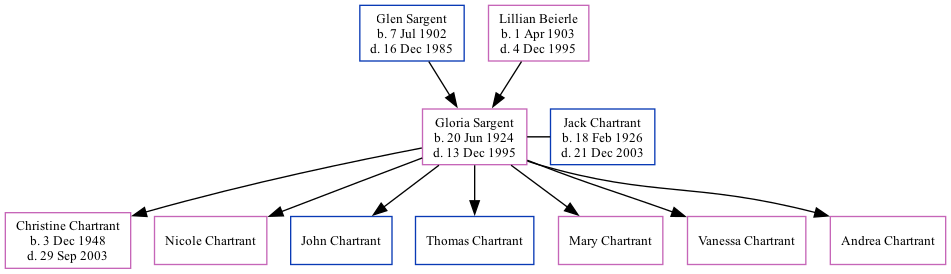 Glen Sargent
b. 7 Jul 1902
d. 16 Dec 1985
Lillian Beierle
b. 1 Apr 1903
d. 4 Dec 1995
Gloria Sargent
b. 20 Jun 1924
d. 13 Dec 1995
Jack Chartrant
b. 18 Feb 1926
d. 21 Dec 2003
Christine Chartrant
b. 3 Dec 1948
d. 29 Sep 2003
Nicole Chartrant
John Chartrant
Thomas Chartrant
Mary Chartrant
Vanessa Chartrant
Andrea Chartrant